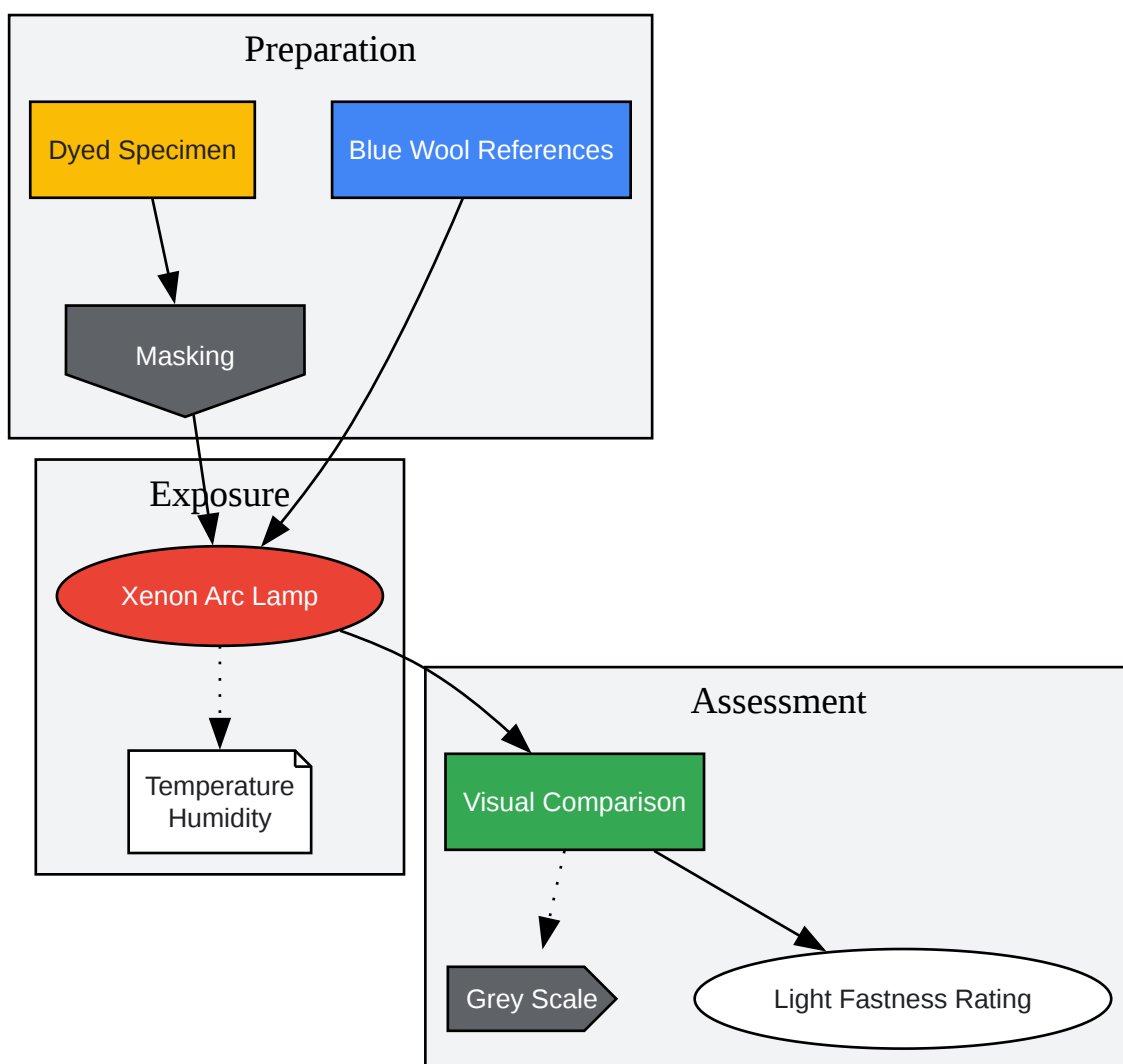 Preparation
Dyed Specimen
Blue Wool References
Masking
Exposure
Xenon Arc Lamp
Temperature
Humidity
Assessment
Visual Comparison
Grey Scale
Light Fastness Rating